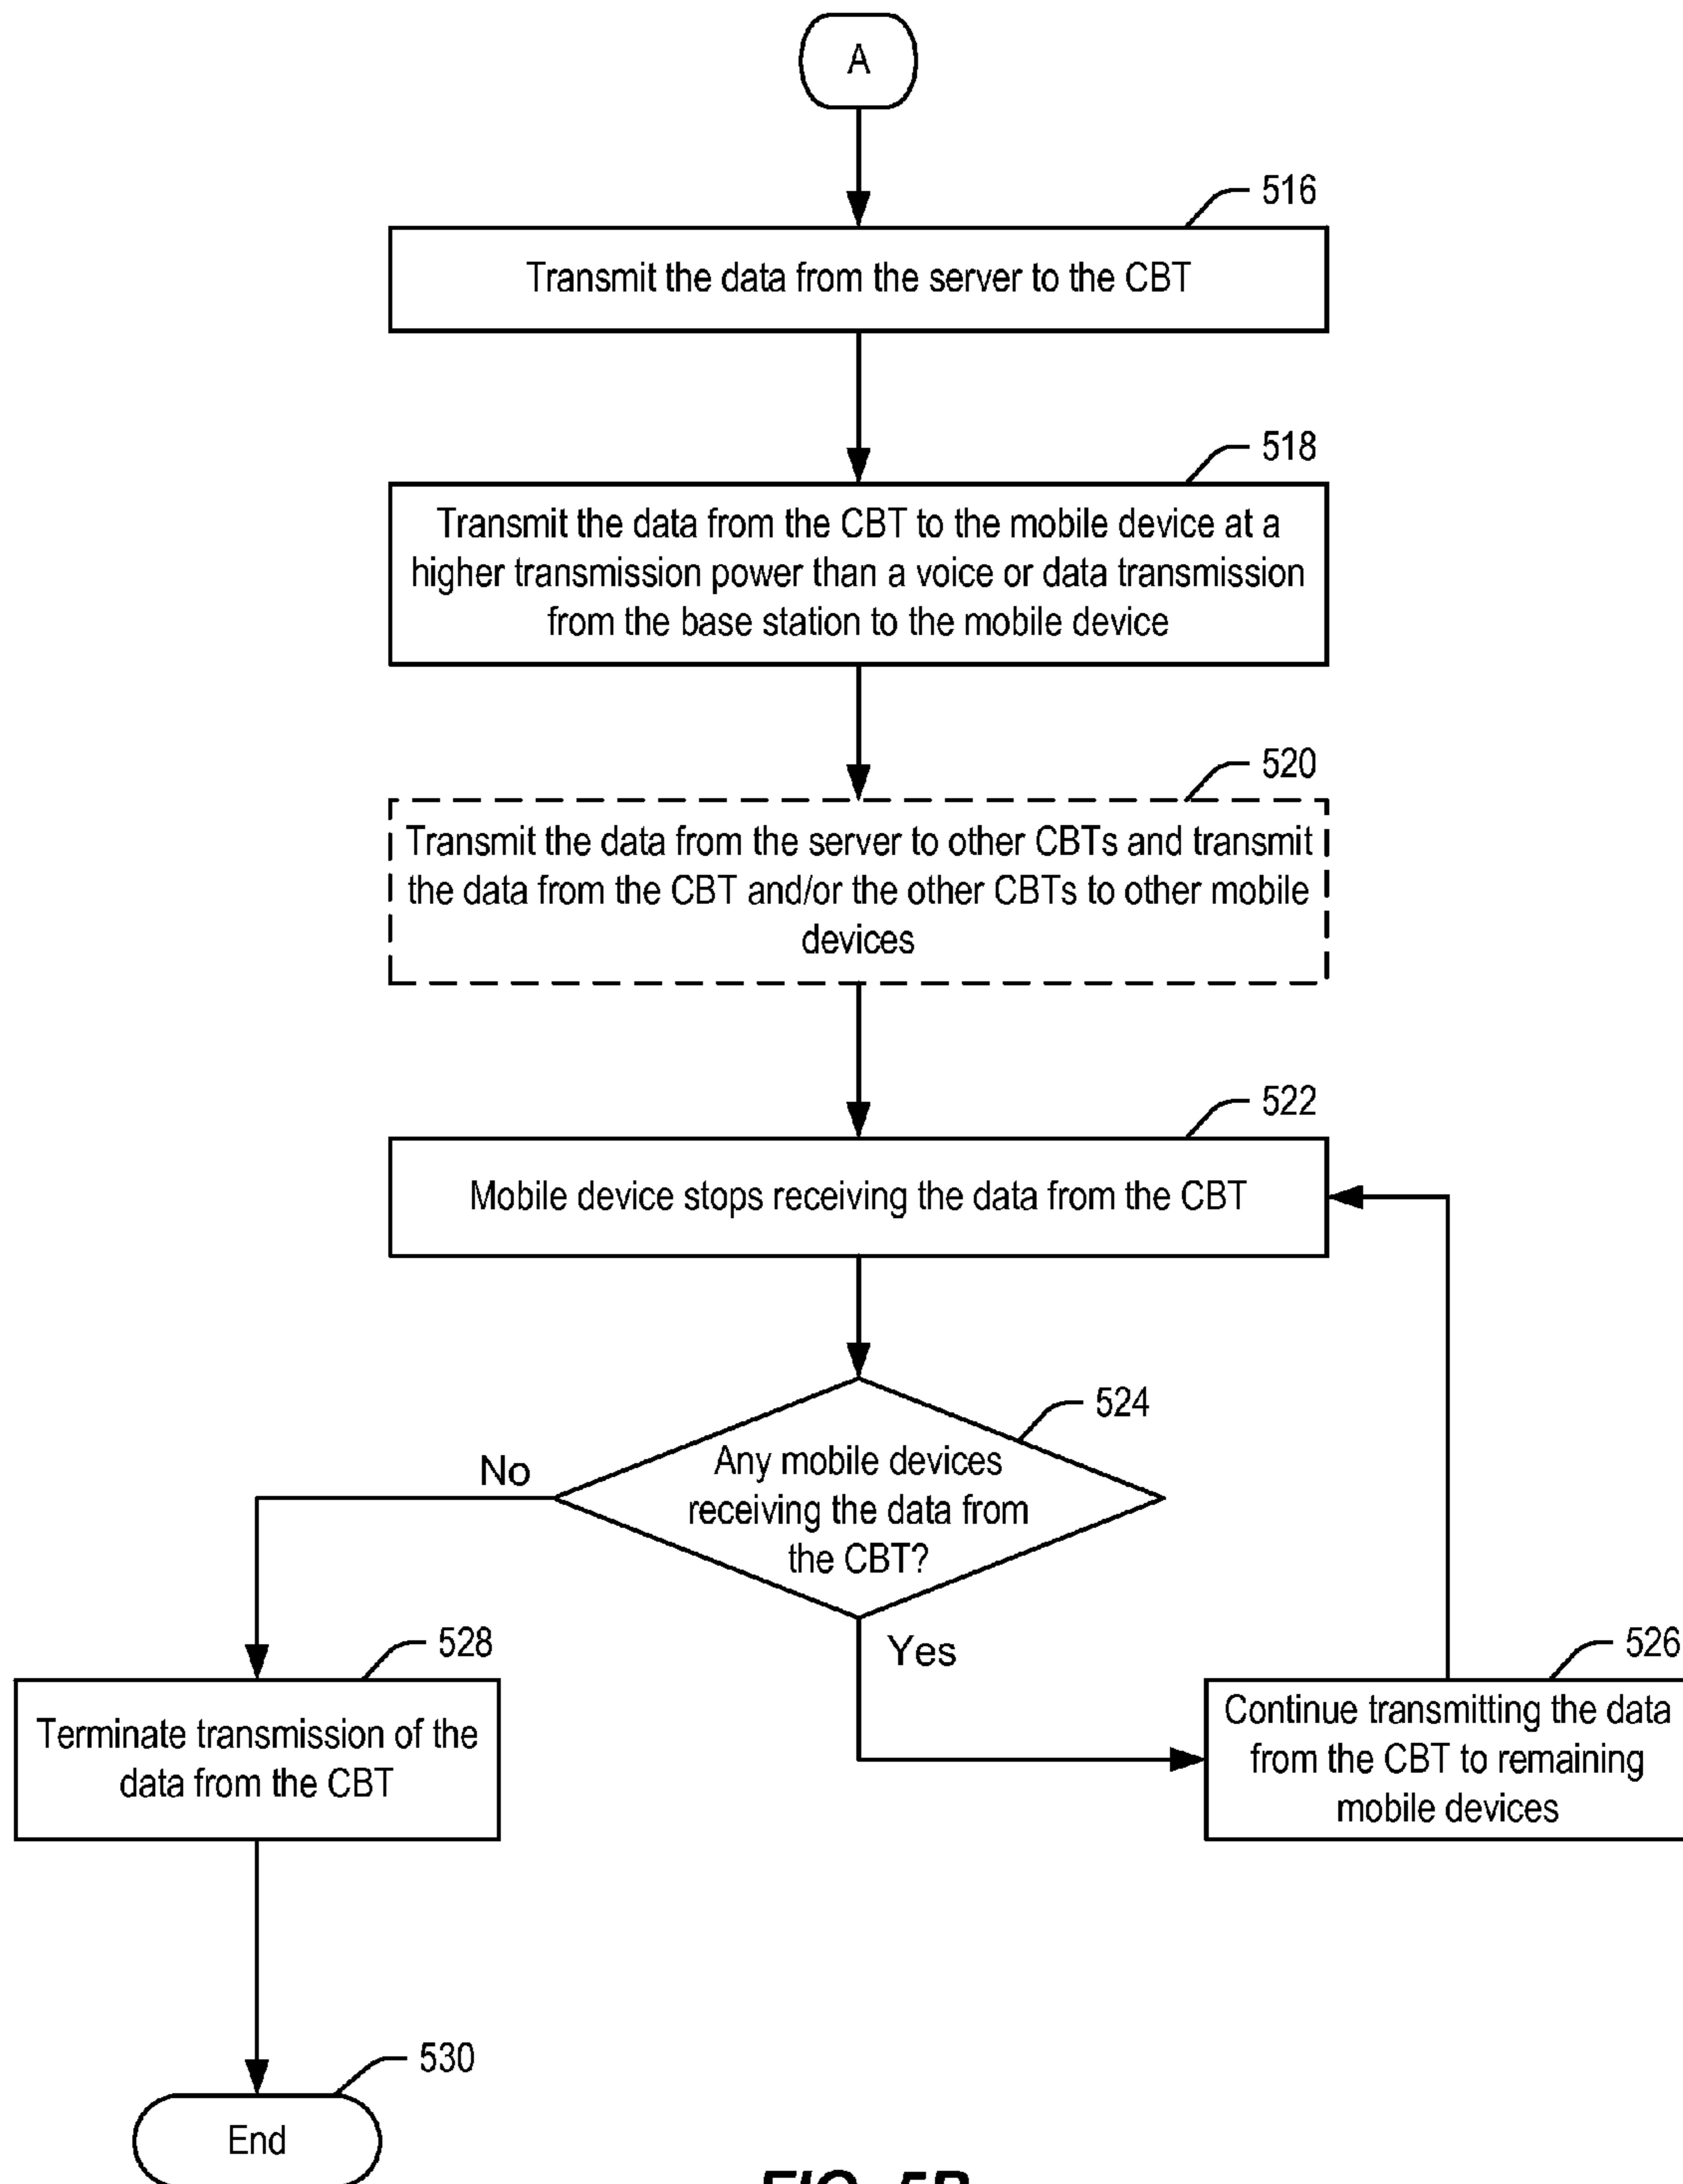 A
516
Transmit the data from the server to the CBT
518
Transmit the data from the CBT to the mobile device at a
higher transmission power than a voice or data transmission
from the base station to the mobile device
520
Transmit the data from the server to other CBTs and transmit
the data from the CBT and/or the other CBTs to other mobile
devices
522
Mobile device stops receiving the data from the CBT
524
Any mobile devices
receiving the data from
the CBT?
No
Yes
528
Terminate transmission of the
data from the CBT
526
Continue transmitting the data
from the CBT to remaining
mobile devices
530
End
FIG. 5B